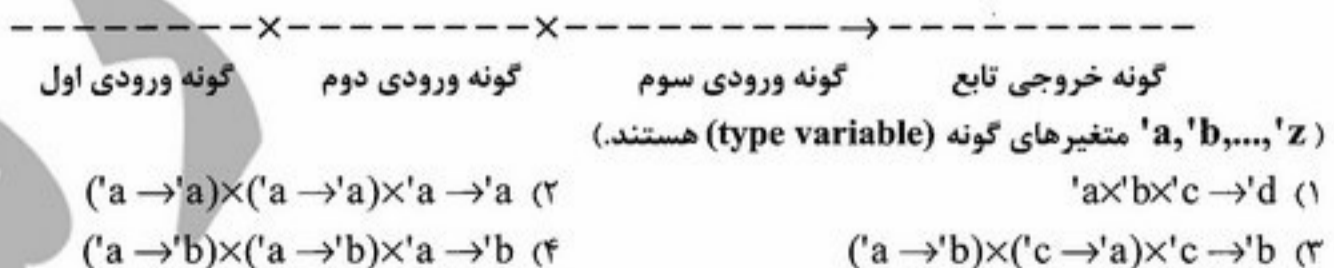 --------×---------×---------→----------
گونه ورودی اول گونه ورودی دوم گونه ورودی سوم گونه خروجی تابع
( 'a,'b,...,'z متغیرهای گونه (type variable) هستند.)
۱) 'a×'b×'c →'d ۲) ('a →'a)×('a →'a)×'a →'a
۳) ('a →'b)×('c →'a)×'c →'b ۴) ('a →'b)×('a →'b)×'a →'b